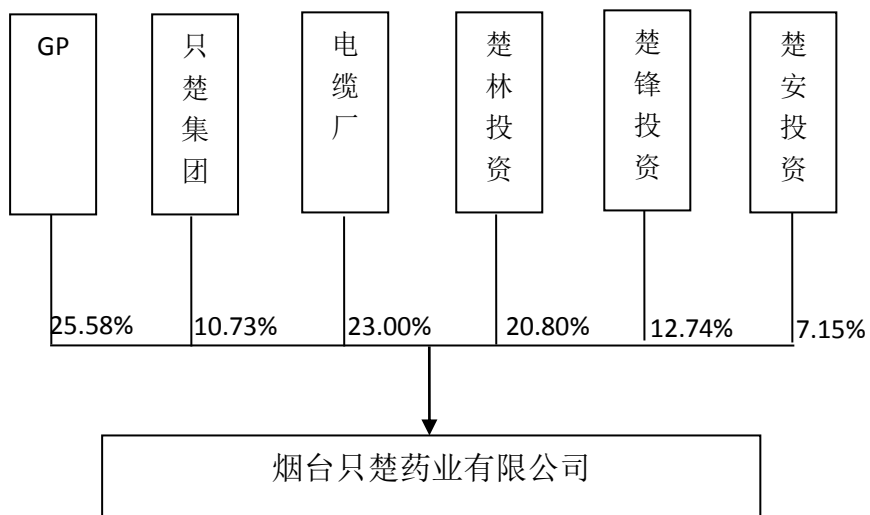 GP
只楚集团
电缆厂
楚林投资
楚锋投资
楚安投资
25.58%
10.73%
23.00%
20.80%
12.74%
7.15%
烟台只楚药业有限公司